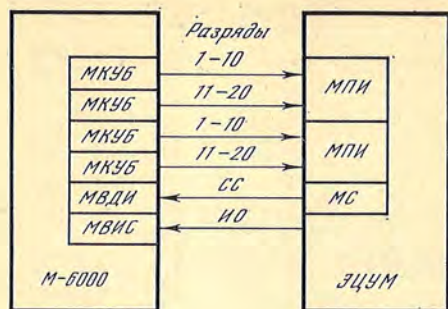 Разряды
МКУБ 1-10 МПИ
МКУБ 11-20
МКУБ 1-10 МПИ
МКУБ 11-20
МВДИ СС МС
МВИС ИО
М-6000 ЭЦУМ